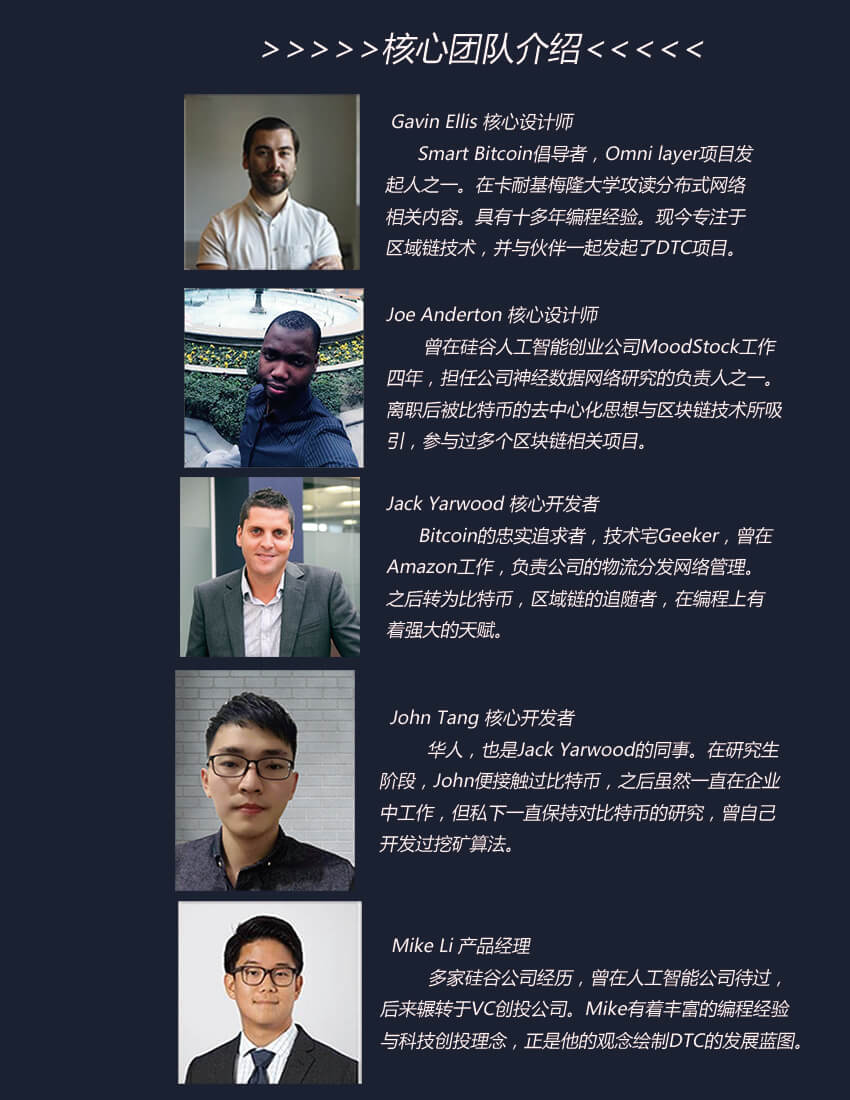 >>>>>核心团队介绍<<<<<
Gavin Ellis 核心设计师
Smart Bitcoin倡导者，Omni layer项目发
起人之一。在卡耐基梅隆大学攻读分布式网络
相关内容。具有十多年编程经验。现今专注于
区域链技术，并与伙伴一起发起了DTC项目。
Joe Anderton 核心设计师
曾在硅谷人工智能创业公司MoodStock工作
四年，担任公司神经数据网络研究的负责人之一。
离职后被比特币的去中心化思想与区块链技术所吸
引，参与过多个区块链相关项目。
Jack Yarwood 核心开发者
Bitcoin的忠实追求者，技术宅Geeker，曾在
Amazon工作，负责公司的物流分发网络管理。
之后转为比特币，区域链的追随者，在编程上有
着强大的天赋。
John Tang 核心开发者
华人，也是Jack Yarwood的同事。在研究生
阶段，John便接触过比特币，之后虽然一直在企业
中工作，但私下一直保持对比特币的研究，曾自己
开发过挖矿算法。
Mike Li 产品经理
多家硅谷公司经历，曾在人工智能公司待过，
后来辗转于VC创投公司。Mike有着丰富的编程经验
与科技创投理念，正是他的观念绘制DTC的发展蓝图。